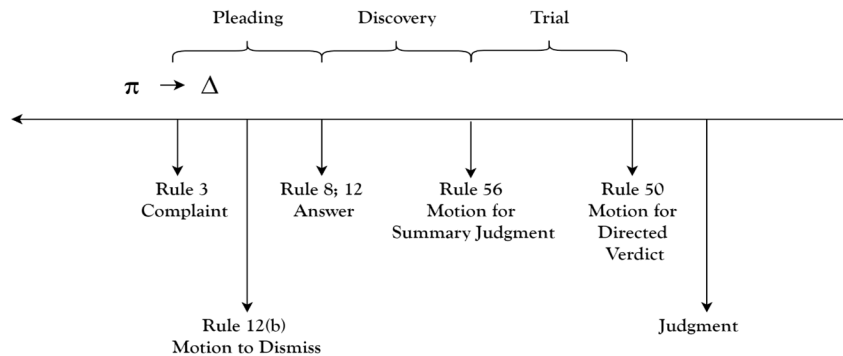 Pleading
Discovery
Trial
π → Δ
Rule 3
Complaint
Rule 8; 12
Answer
Rule 56
Motion for
Summary Judgment
Rule 50
Motion for
Directed
Verdict
Rule 12(b)
Motion to Dismiss
Judgment